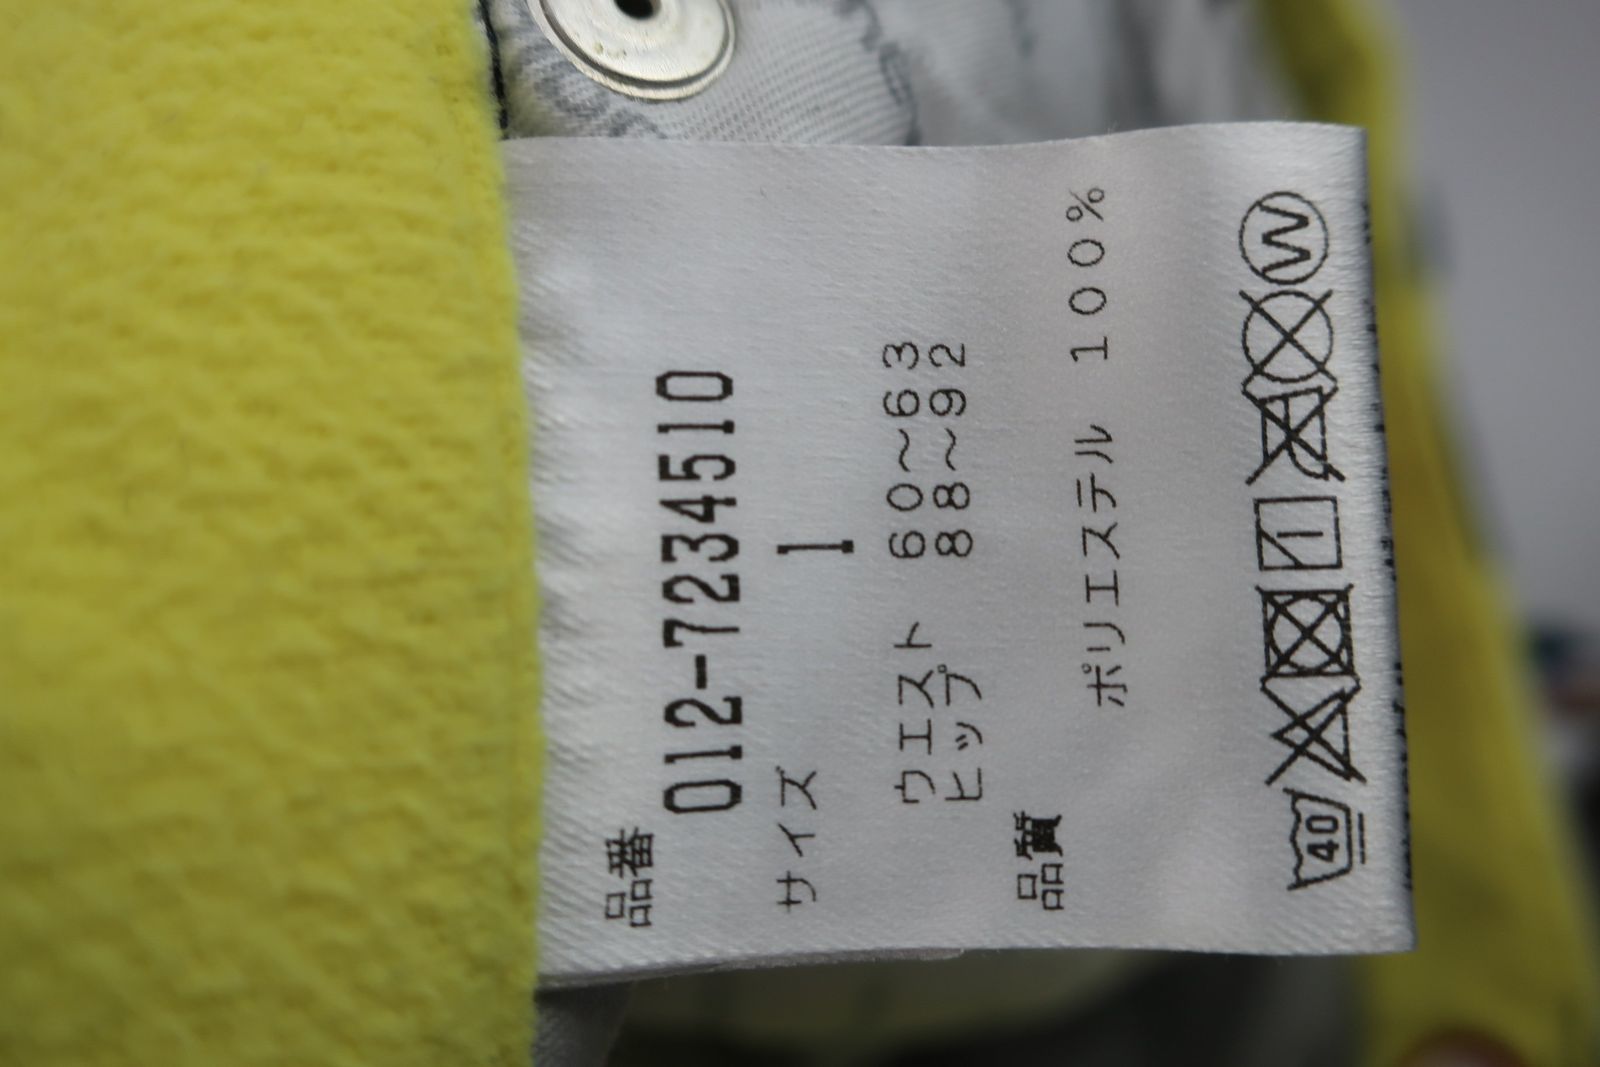 品番
012-7234510
サイズ 1
ウエスト 60～63
ヒップ 88～92
品質
ポリエステル 100%
40 W